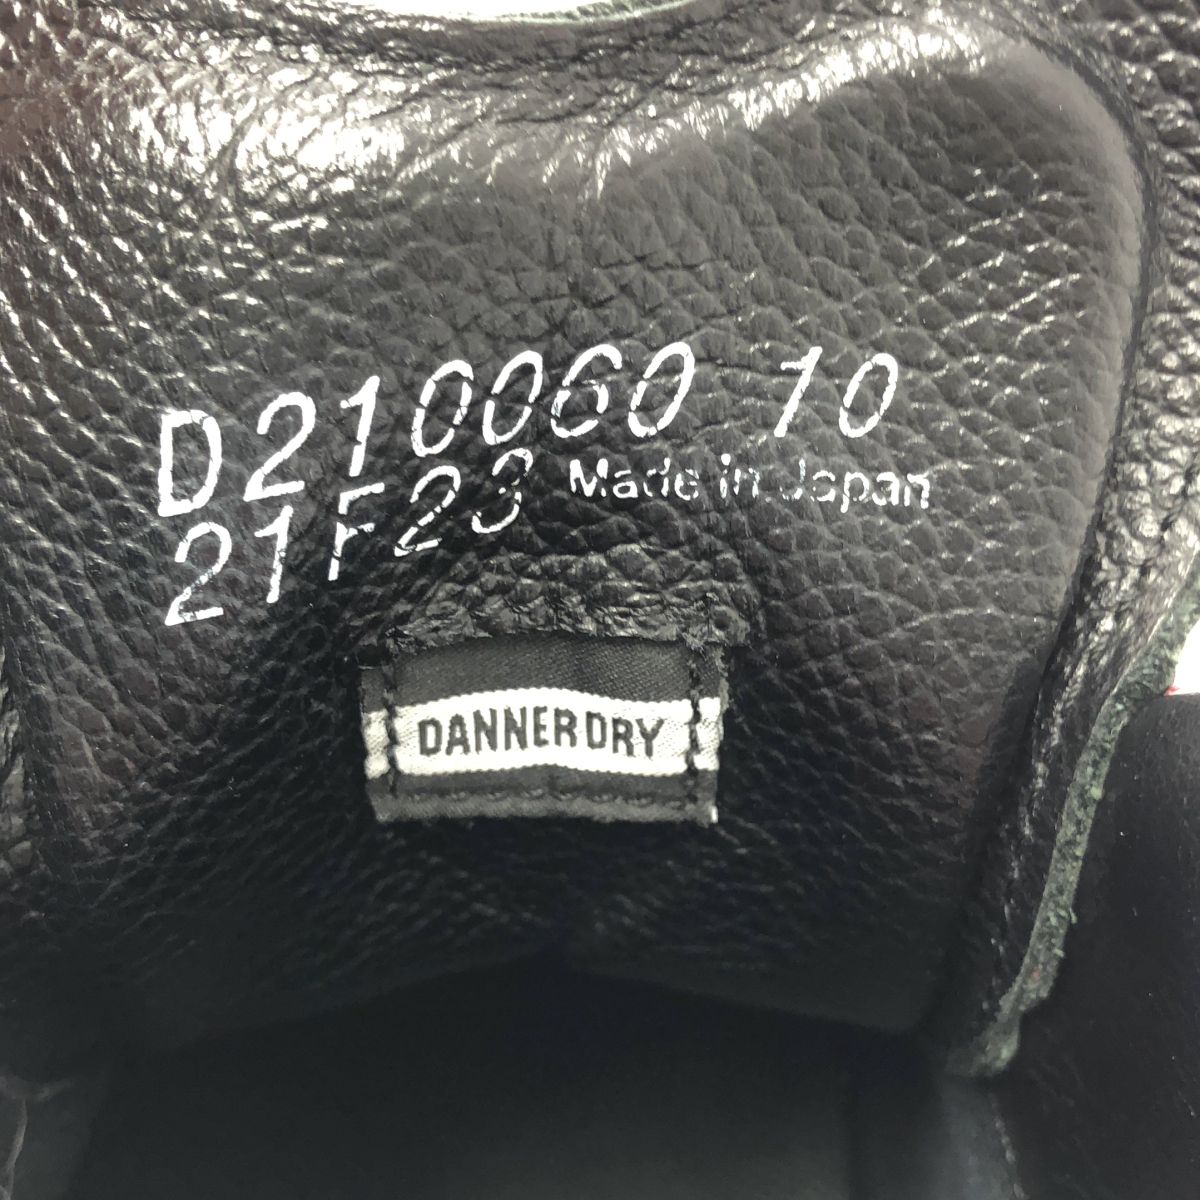 D210060 10
21F23 Made in Japan
DANNERDRY